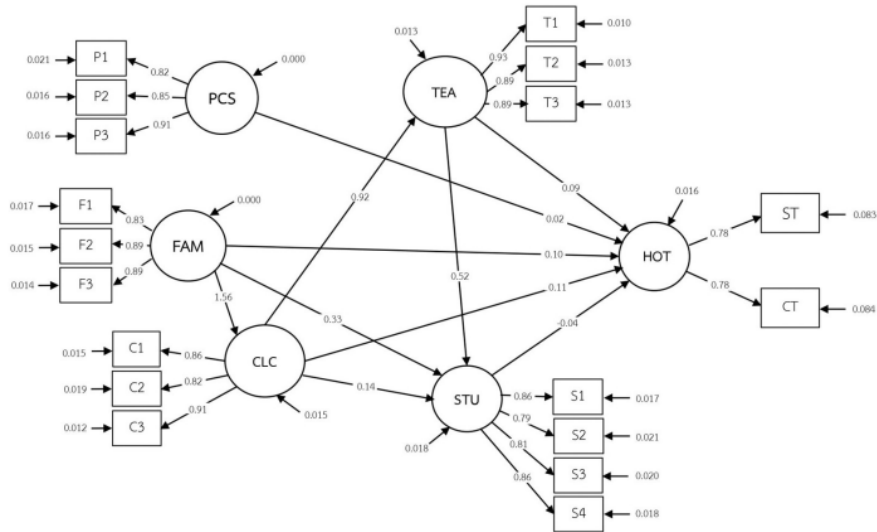 0.013
T1
0.010
0.93
0.021
P1
0.82
0.000
T2
0.013
0.89
0.016
P2
0.85
PCS
TEA
0.89
T3
0.013
0.016
P3
0.91
0.017
F1
0.83
0.000
0.92
0.09
0.016
ST
0.083
0.02
0.78
0.015
F2
0.89
FAM
0.10
HOT
0.014
F3
0.89
0.52
0.78
1.56
0.11
CT
0.084
0.33
-0.04
0.015
C1
0.86
CLC
0.019
C2
0.82
0.14
STU
0.86
S1
0.017
0.012
C3
0.91
0.015
0.79
S2
0.021
0.018
0.81
S3
0.020
0.86
S4
0.018